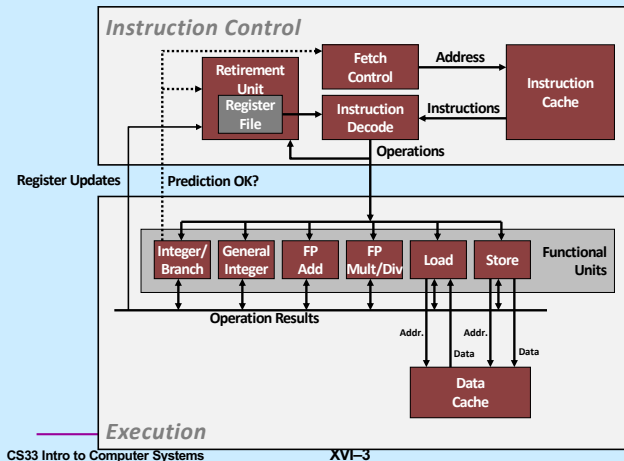 Instruction Control
Fetch
Control
Address
Instruction
Cache
Retirement
Unit
Register
File
Instruction
Decode
Instructions
Operations
Register Updates
Prediction OK?
Integer/
Branch
General
Integer
FP
Add
FP
Mult/Div
Load
Store
Functional
Units
Operation Results
Addr.
Data
Addr.
Data
Data
Cache
Execution
CS33 Intro to Computer Systems
XVI–3